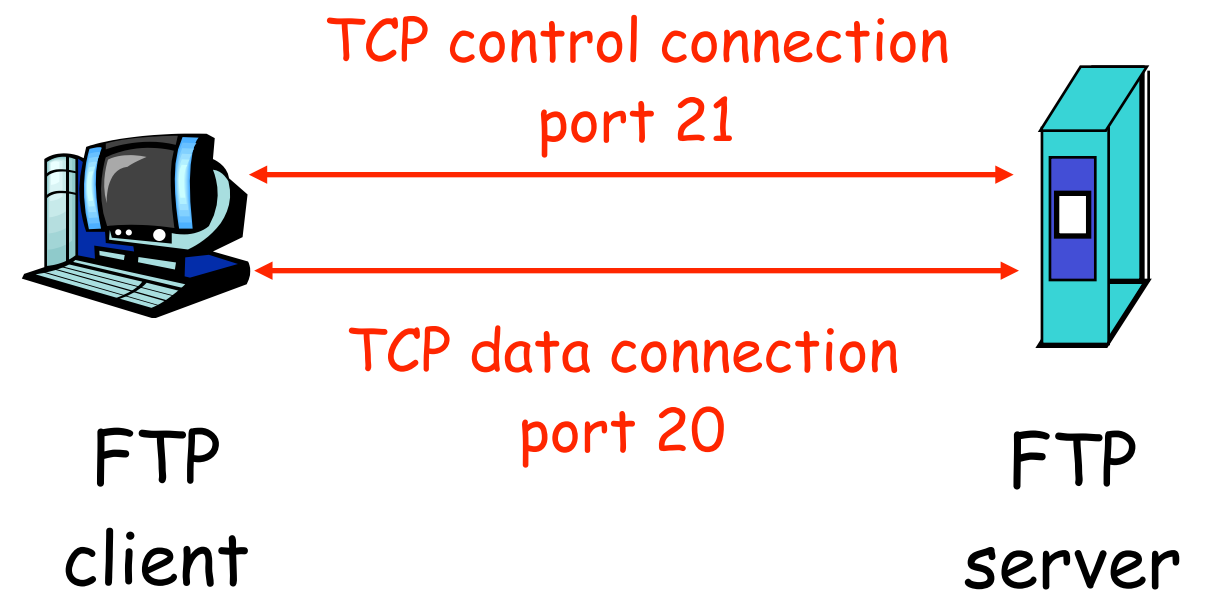 TCP control connection
port 21
TCP data connection
port 20
FTP
client
FTP
server